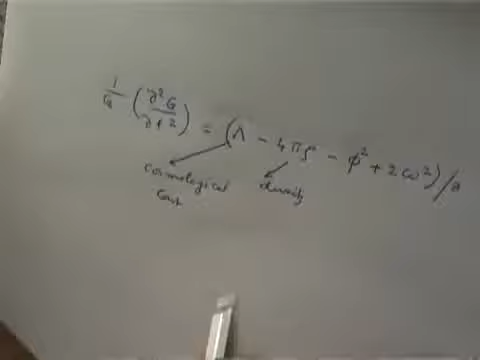 1/G (∂²G/∂t²) = (Λ - 4πρ - φ² + 2ω²)/3
cosmological density
const